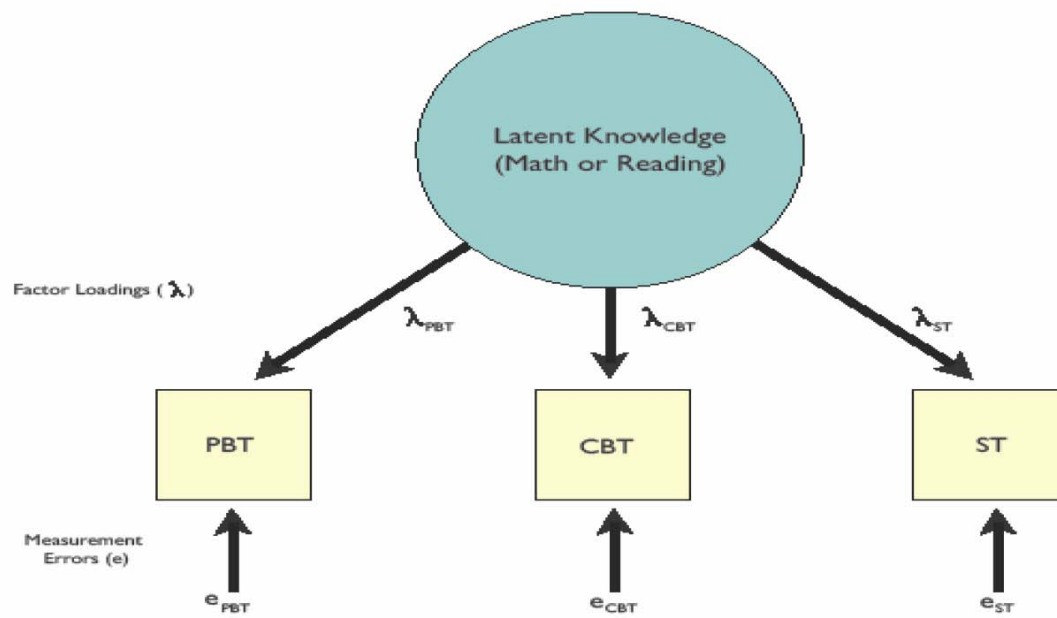 Latent Knowledge
(Math or Reading)
Factor Loadings (λ)
λPBT
λCBT
λST
PBT
CBT
ST
Measurement
Errors (e)
ePBT
eCBT
eST